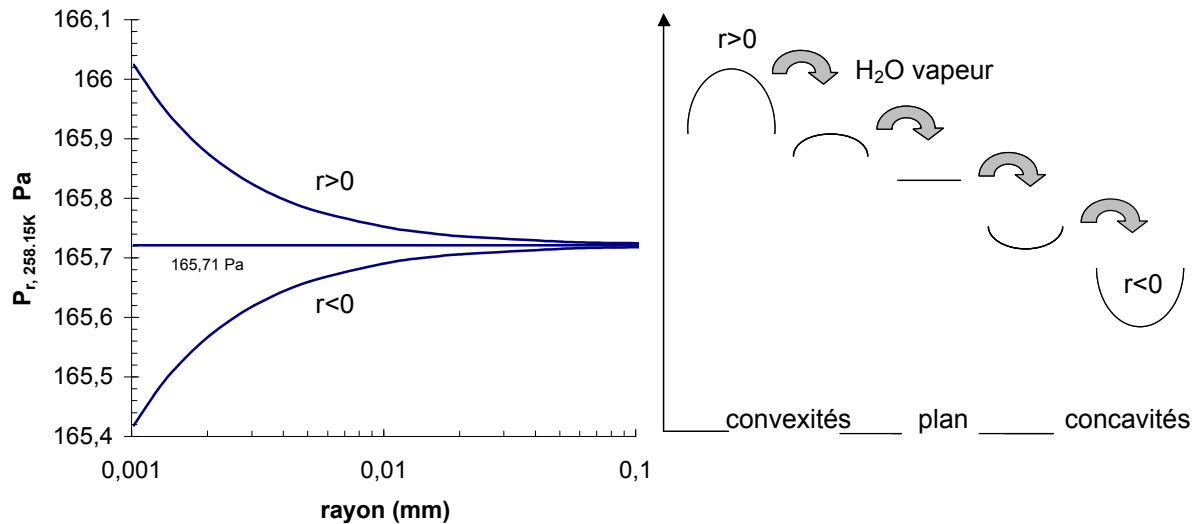 166,1
166
165,9
165,8
165,7
165,6
165,5
165,4
P r, 258.15K Pa
r>0
165,71 Pa
r<0
0,001
0,01
0,1
rayon (mm)
r>0
H₂O vapeur
r<0
convexités
plan
concavités